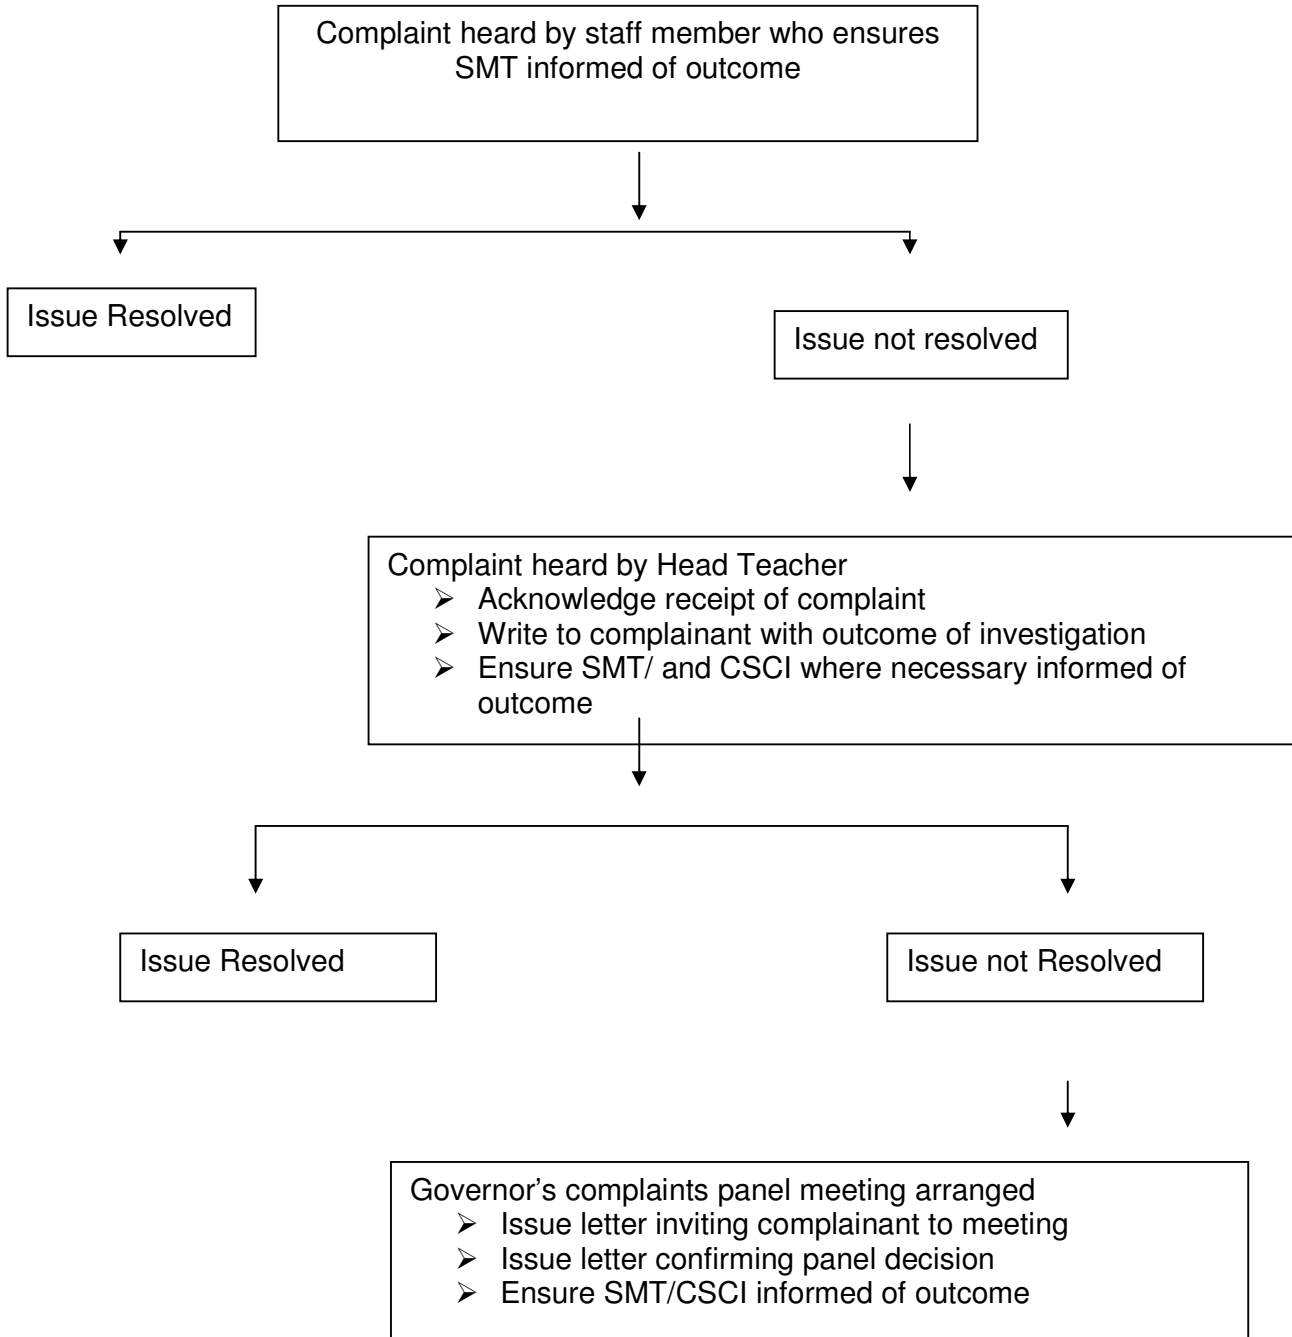 Complaint heard by staff member who ensures
SMT informed of outcome
Issue Resolved
Issue not resolved
Complaint heard by Head Teacher
➢ Acknowledge receipt of complaint
➢ Write to complainant with outcome of investigation
➢ Ensure SMT/ and CSCI where necessary informed of
outcome
Issue Resolved
Issue not Resolved
Governor’s complaints panel meeting arranged
➢ Issue letter inviting complainant to meeting
➢ Issue letter confirming panel decision
➢ Ensure SMT/CSCI informed of outcome